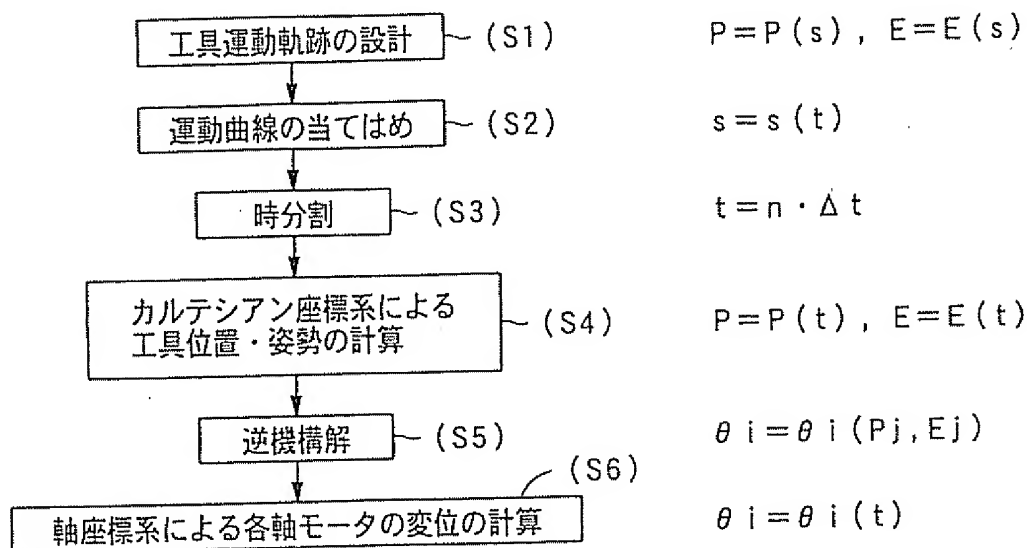 工具運動軌跡の設計 (S1) P=P(s), E=E(s)
運動曲線の当てはめ (S2) s=s(t)
時分割 (S3) t=n・Δt
カルテシアン座標系による
工具位置・姿勢の計算 (S4) P=P(t), E=E(t)
逆機構解 (S5) θi=θi(Pj,Ej)
(S6)
軸座標系による各軸モータの変位の計算 θi=θi(t)